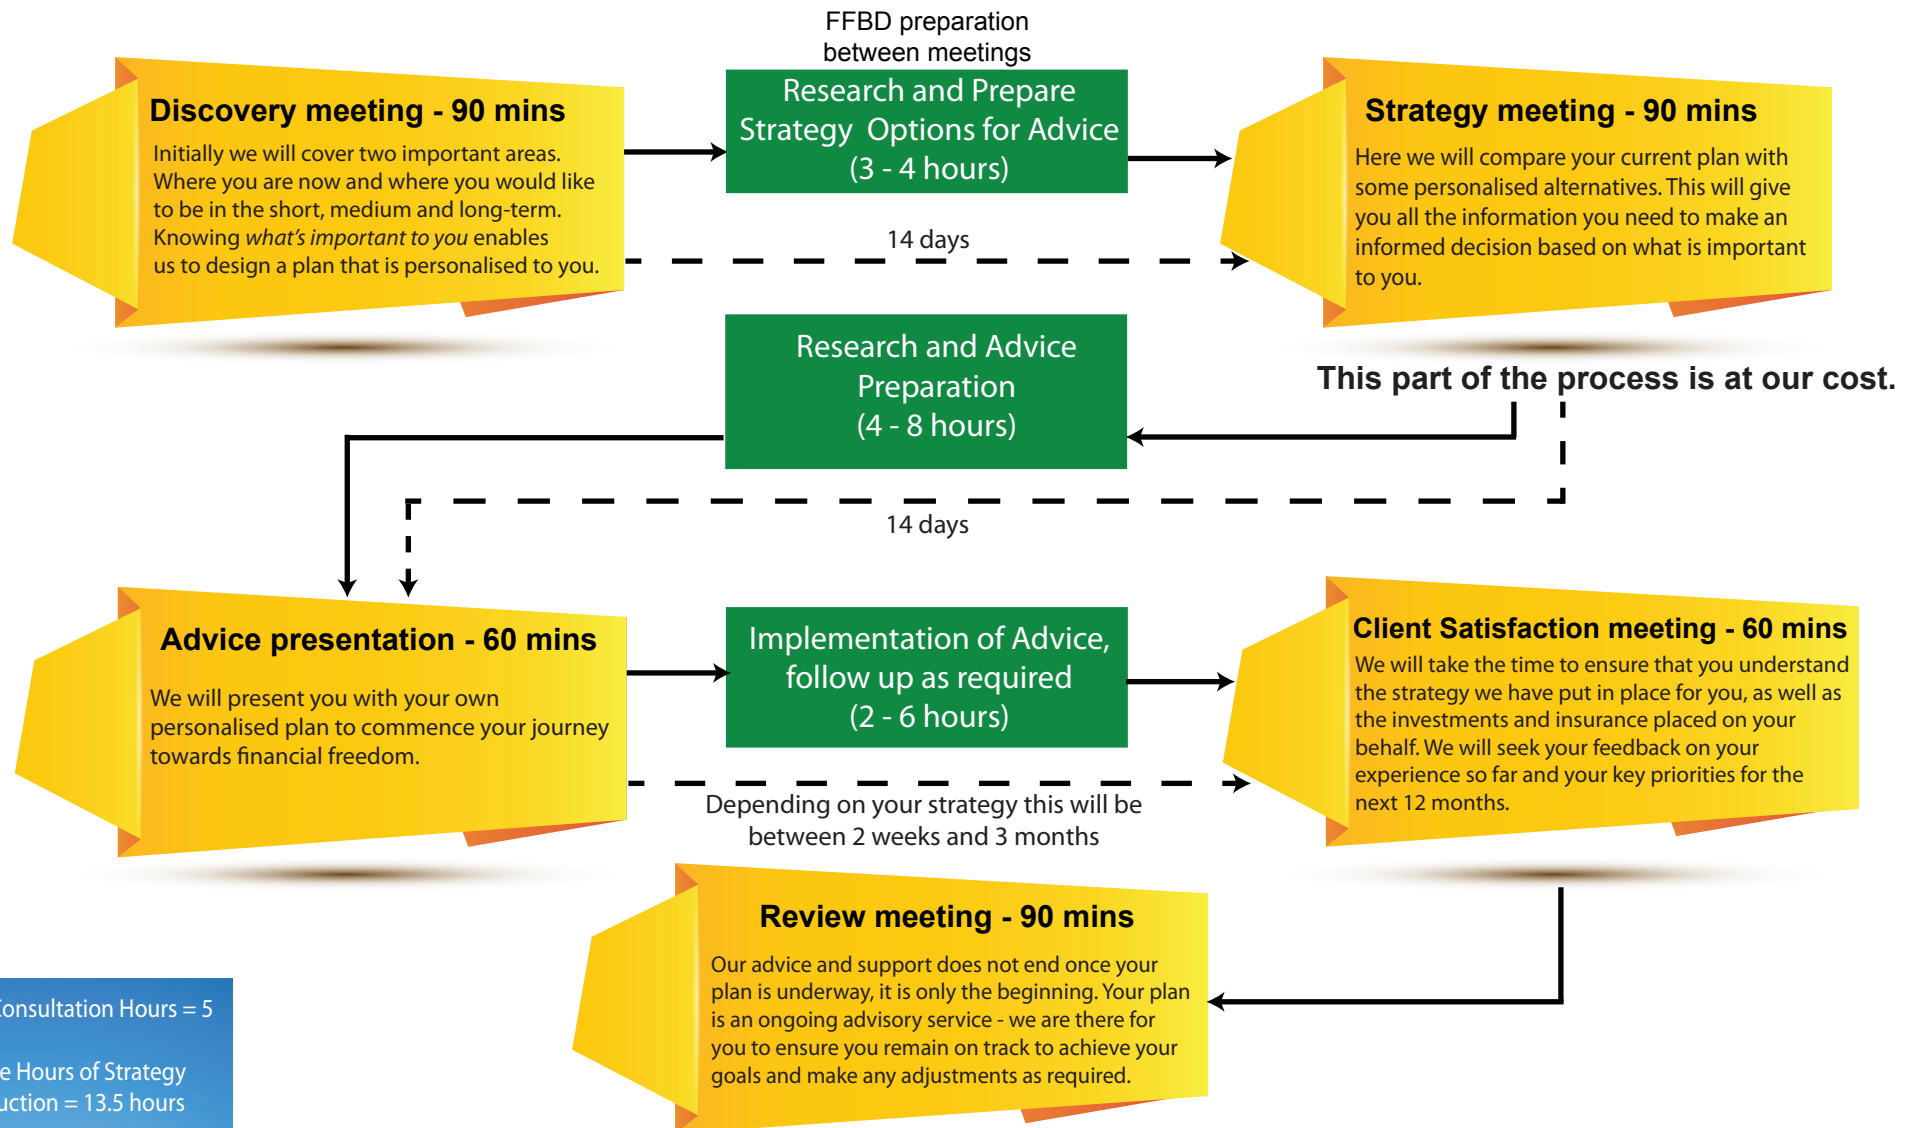 FFBD preparation
between meetings
Discovery meeting - 90 mins
Initially we will cover two important areas.
Where you are now and where you would like
to be in the short, medium and long-term.
Knowing what's important to you enables
us to design a plan that is personalised to you.
Research and Prepare
Strategy Options for Advice
(3 - 4 hours)
Strategy meeting - 90 mins
Here we will compare your current plan with
some personalised alternatives. This will give
you all the information you need to make an
informed decision based on what is important
to you.
14 days
This part of the process is at our cost.
Research and Advice
Preparation
(4 - 8 hours)
14 days
Advice presentation - 60 mins
We will present you with your own
personalised plan to commence your journey
towards financial freedom.
Implementation of Advice,
follow up as required
(2 - 6 hours)
Client Satisfaction meeting - 60 mins
We will take the time to ensure that you understand
the strategy we have put in place for you, as well as
the investments and insurance placed on your
behalf. We will seek your feedback on your
experience so far and your key priorities for the
next 12 months.
Depending on your strategy this will be
between 2 weeks and 3 months
Review meeting - 90 mins
Our advice and support does not end once your
plan is underway, it is only the beginning. Your plan
is an ongoing advisory service - we are there for
you to ensure you remain on track to achieve your
goals and make any adjustments as required.
Consultation Hours = 5
Hours of Strategy
= 13.5 hours